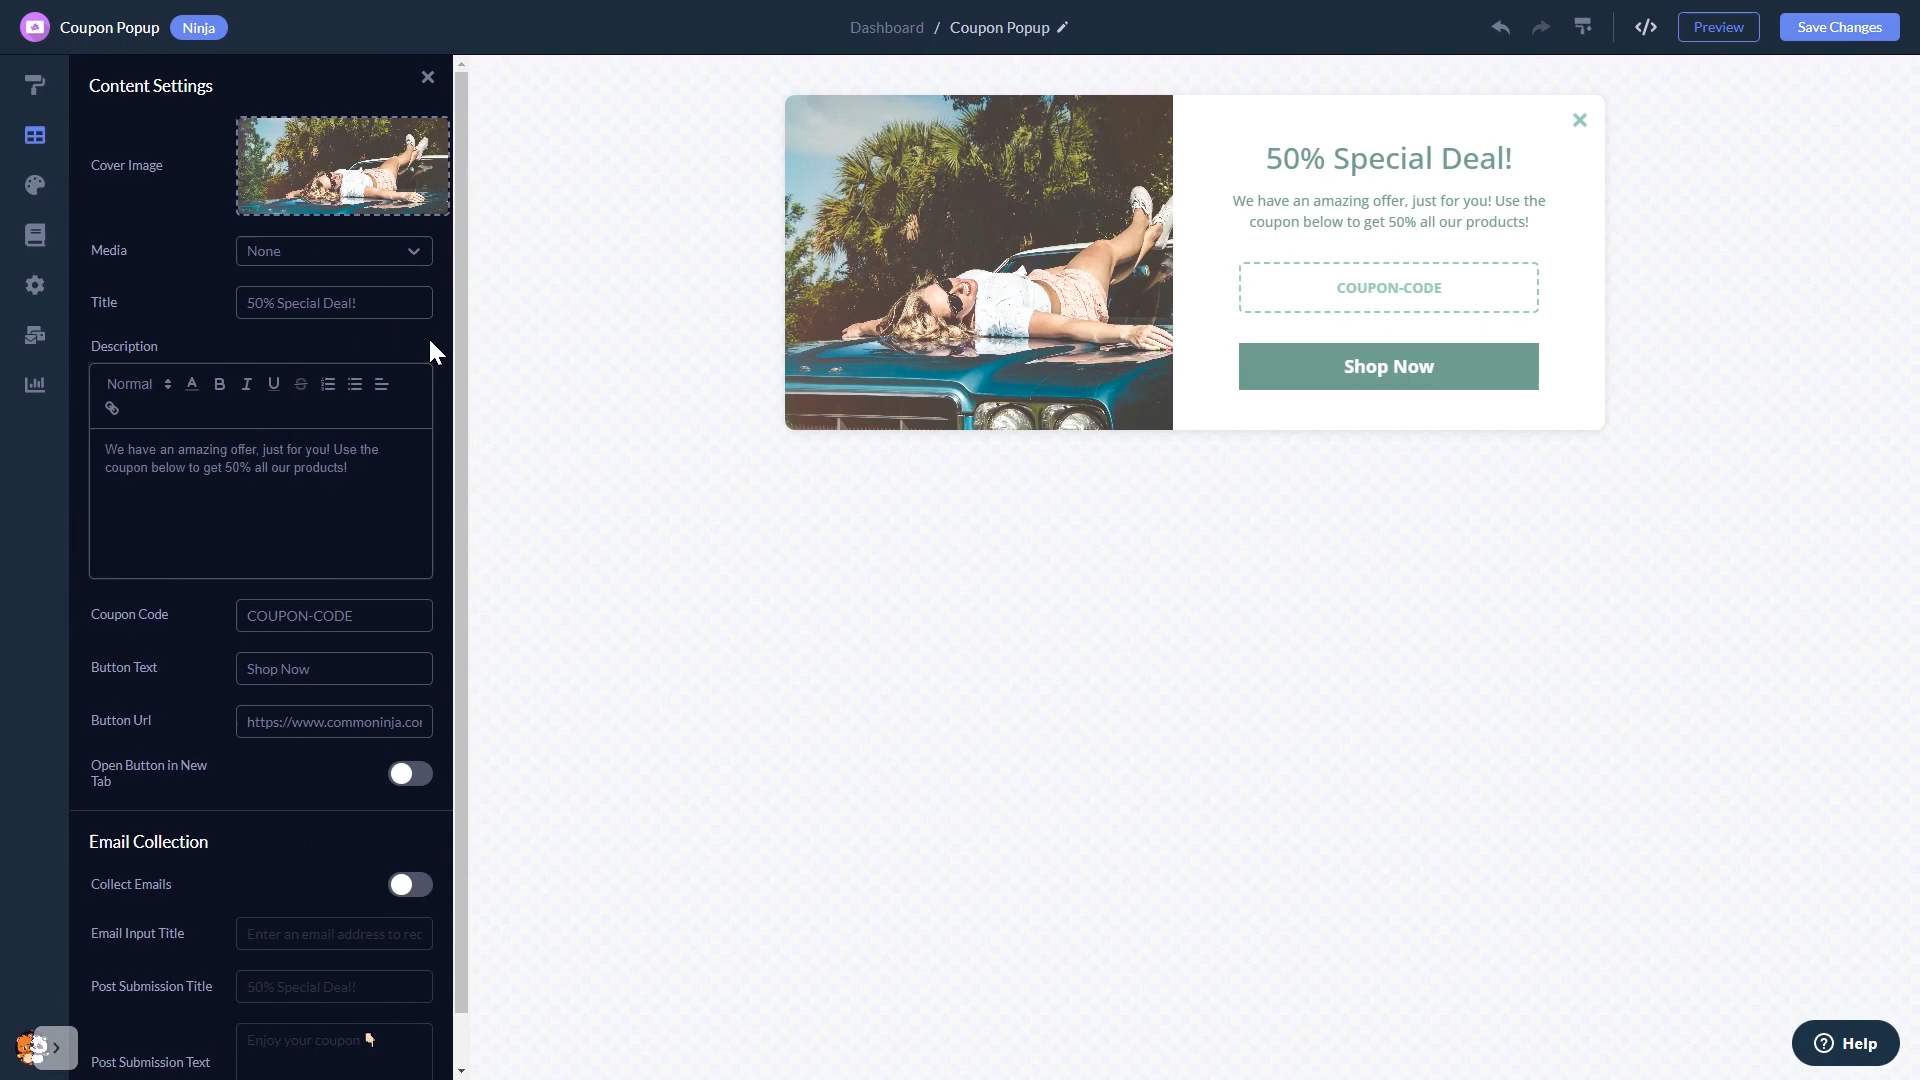 Coupon Popup Ninja
Dashboard / Coupon Popup
Preview
Save Changes
Content Settings
Cover Image
Media
None
Title
50% Special Deal!
Description
Normal
We have an amazing offer, just for you! Use the
coupon below to get 50% all our products!
Coupon Code
COUPON-CODE
Button Text
Shop Now
Button Url
https://www.commoninja.cor
Open Button in New
Tab
Email Collection
Collect Emails
Email Input Title
Enter an email address to rec
Post Submission Title
50% Special Deal!
Post Submission Text
Enjoy your coupon 👇🏻
50% Special Deal!
We have an amazing offer, just for you! Use the
coupon below to get 50% all our products!
COUPON-CODE
Shop Now
Help